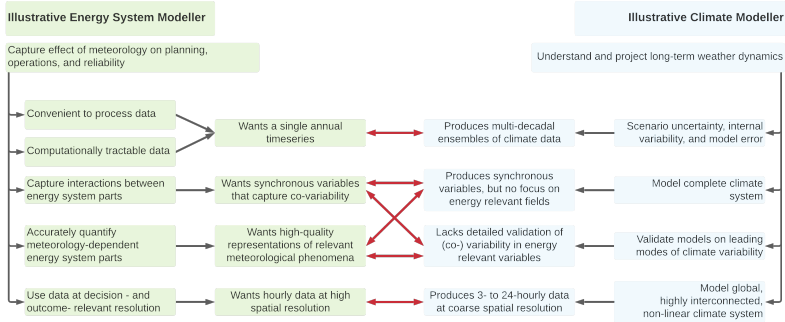 Illustrative Energy System Modeller
Illustrative Climate Modeller
Capture effect of meteorology on planning,
operations, and reliability
Understand and project long-term weather dynamics
Convenient to process data
Computationally tractable data
Wants a single annual
timeseries
Produces multi-decadal
ensembles of climate data
Scenario uncertainty, internal
variability, and model error
Capture interactions between
energy system parts
Wants synchronous variables
that capture co-variability
Produces synchronous
variables, but no focus on
energy relevant fields
Model complete climate
system
Accurately quantify
meteorology-dependent
energy system parts
Wants high-quality
representations of relevant
meteorological phenomena
Lacks detailed validation of
(co-) variability in energy
relevant variables
Validate models on leading
modes of climate variability
Use data at decision - and
outcome- relevant resolution
Wants hourly data at high
spatial resolution
Produces 3- to 24-hourly data
at coarse spatial resolution
Model global,
highly interconnected,
non-linear climate system